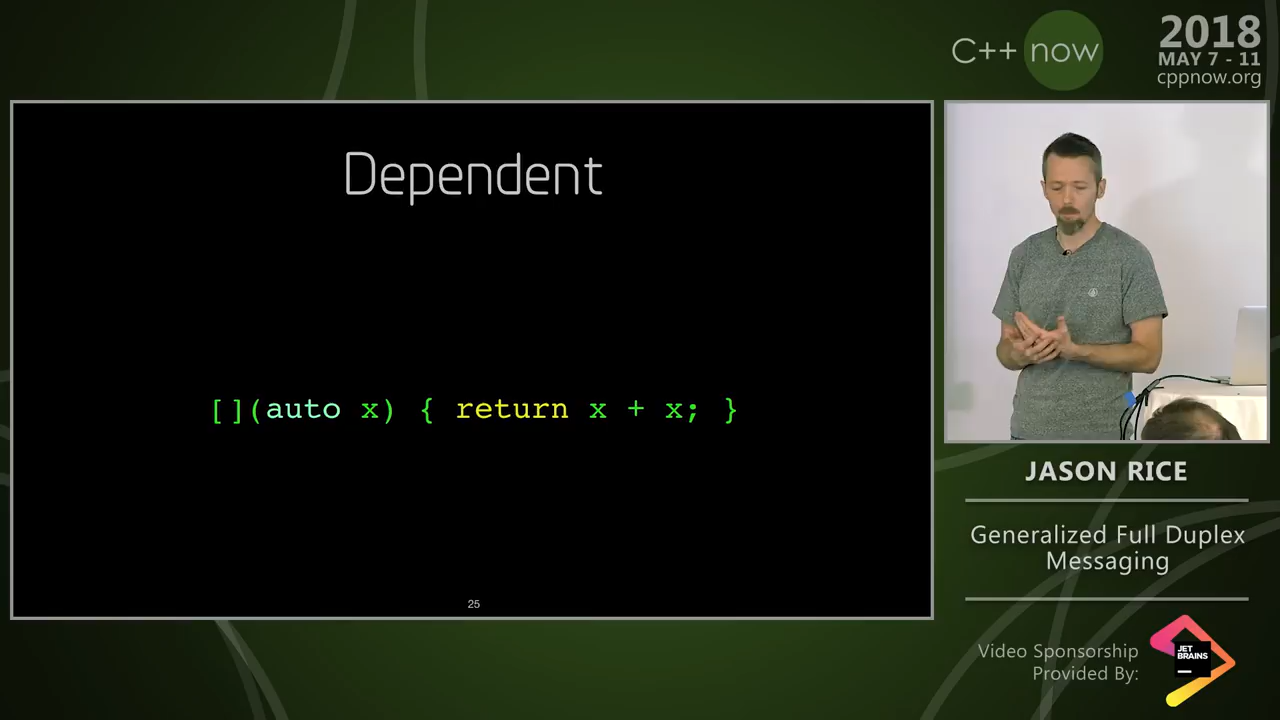 C++ now
2018
MAY 7 - 11
cppnow.org
Dependent
[](auto x) { return x + x; }
25
JASON RICE
Generalized Full Duplex
Messaging
Video Sponsorship
Provided By:
JET
BRAINS